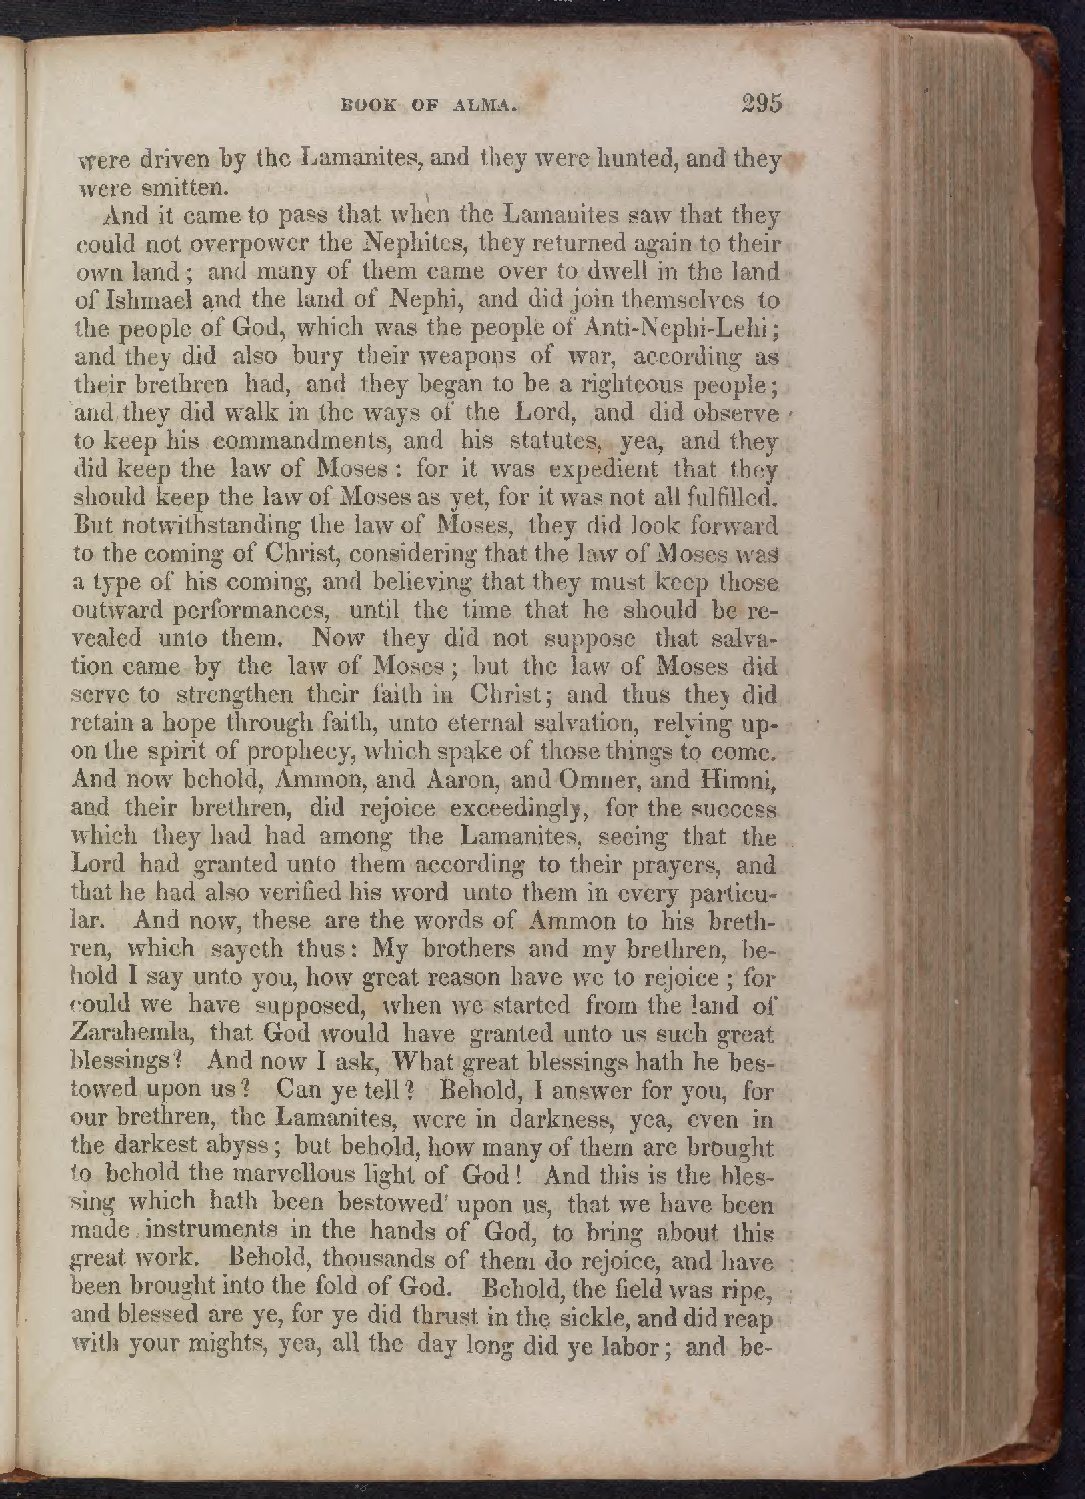 BOOK OF ALMA. 295
were driven by the Lamanites, and they were hunted, and they
were smitten.
And it came to pass that when the Lamanites saw that they
could not overpower the Nephites, they returned again to their
own land; and many of them came over to dwell in the land
of Ishmael and the land of Nephi, and did join themselves to
the people of God, which was the people of Anti-Nephi-Lehi;
and they did also bury their weapons of war, according as
their brethren had, and they began to be a righteous people;
and they did walk in the ways of the Lord, and did observe
to keep his commandments, and his statutes, yea, and they
did keep the law of Moses: for it was expedient that they
should keep the law of Moses as yet, for it was not all fulfilled.
But notwithstanding the law of Moses, they did look forward
to the coming of Christ, considering that the law of Moses was
a type of his coming, and believing that they must keep those
outward performances, until the time that he should be re-
vealed unto them. Now they did not suppose that salva-
tion came by the law of Moses; but the law of Moses did
serve to strengthen their faith in Christ; and thus they did
retain a hope through faith, unto eternal salvation, relying up-
on the spirit of prophecy, which spake of those things to come.
And now behold, Ammon, and Aaron, and Omner, and Himni,
and their brethren, did rejoice exceedingly, for the success
which they had had among the Lamanites, seeing that the
Lord had granted unto them according to their prayers, and
that he had also verified his word unto them in every particu-
lar. And now, these are the words of Ammon to his breth-
ren, which sayeth thus: My brothers and my brethren, be-
hold I say unto you, how great reason have we to rejoice; for
could we have supposed, when we started from the land of
Zarahemla, that God would have granted unto us such great
blessings? And now I ask, What great blessings hath he bes-
towed upon us? Can ye tell? Behold, I answer for you, for
our brethren, the Lamanites, were in darkness, yea, even in
the darkest abyss; but behold, how many of them are brought
to behold the marvellous light of God! And this is the bles-
sing which hath been bestowed upon us, that we have been
made instruments in the hands of God, to bring about this
great work. Behold, thousands of them do rejoice, and have
been brought into the fold of God. Behold, the field was ripe,
and blessed are ye, for ye did thrust in the sickle, and did reap
with your mights, yea, all the day long did ye labor; and be-